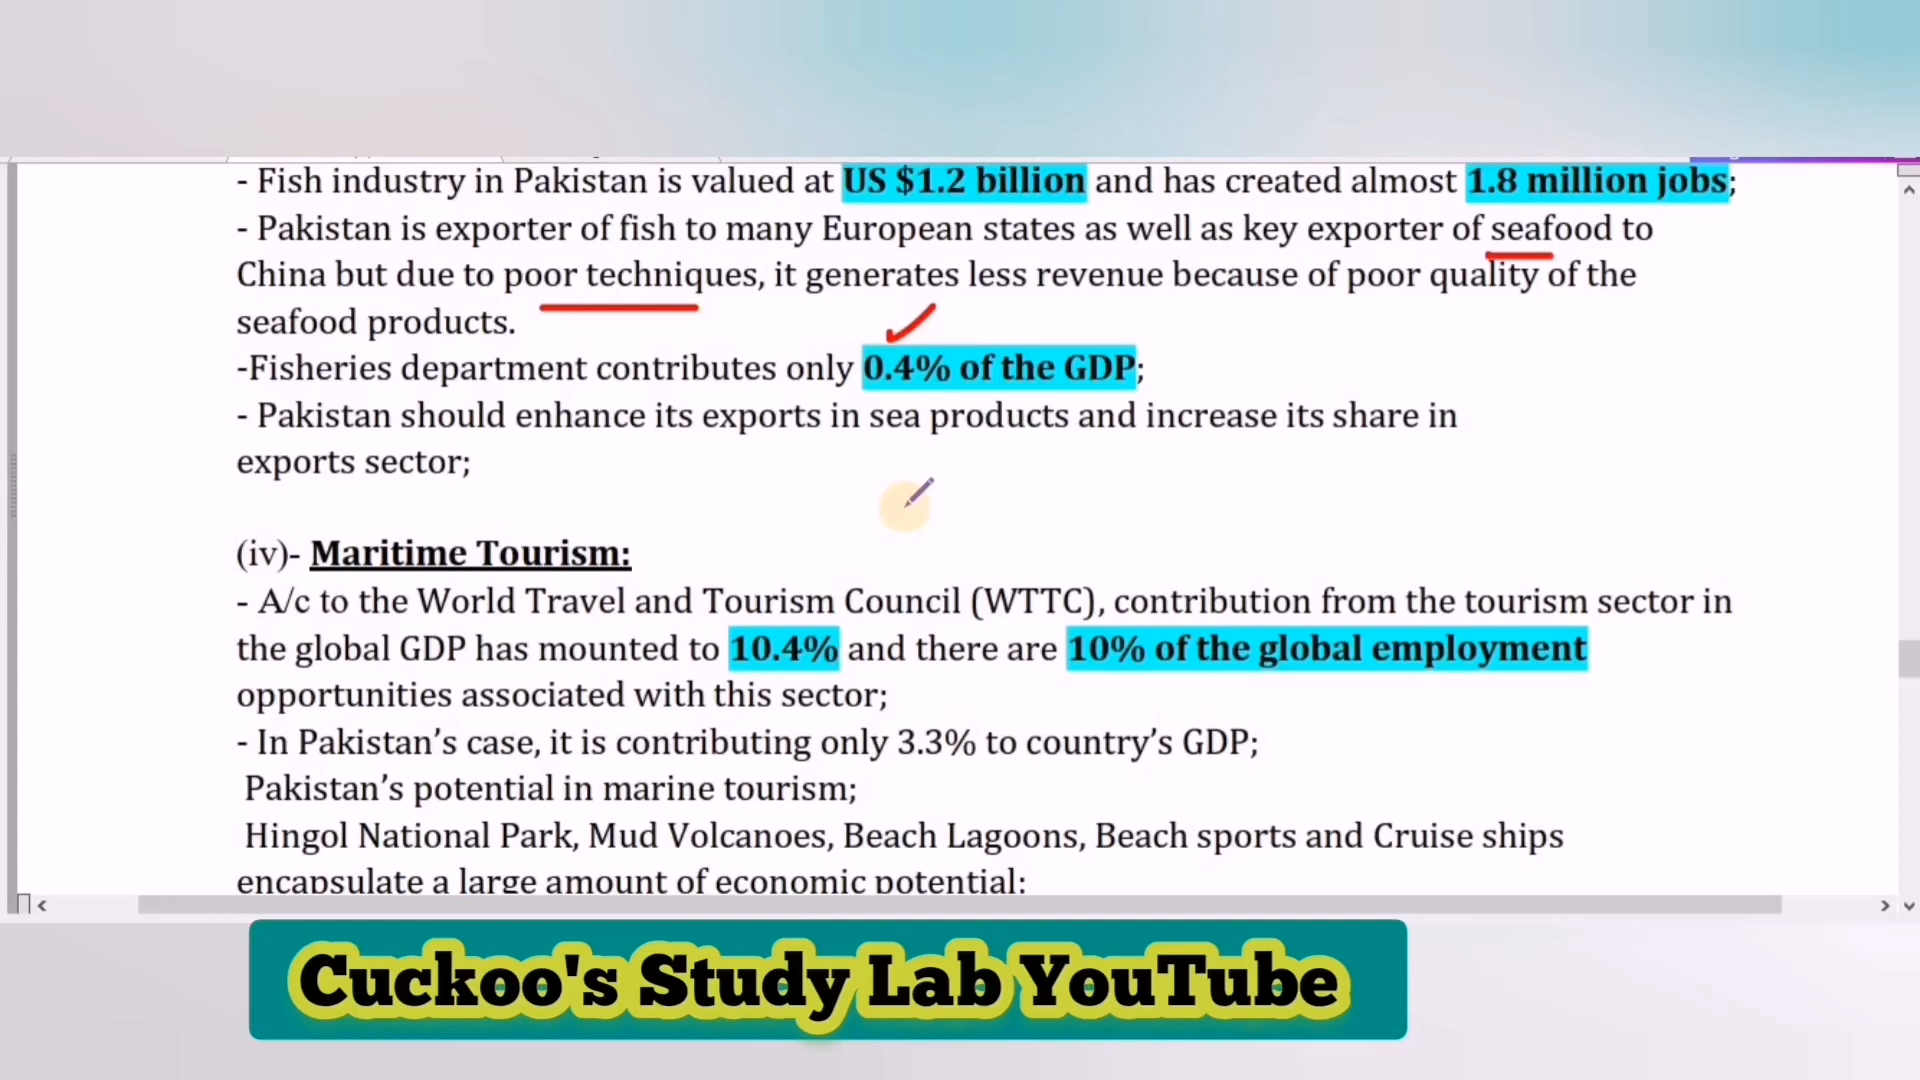 - Fish industry in Pakistan is valued at US $1.2 billion and has created almost 1.8 million jobs;
- Pakistan is exporter of fish to many European states as well as key exporter of seafood to
China but due to poor techniques, it generates less revenue because of poor quality of the
seafood products.
-Fisheries department contributes only 0.4% of the GDP;
- Pakistan should enhance its exports in sea products and increase its share in
exports sector;
(iv)- Maritime Tourism:
- A/c to the World Travel and Tourism Council (WTTC), contribution from the tourism sector in
the global GDP has mounted to 10.4% and there are 10% of the global employment
opportunities associated with this sector;
- In Pakistan’s case, it is contributing only 3.3% to country’s GDP;
Pakistan’s potential in marine tourism;
Hingol National Park, Mud Volcanoes, Beach Lagoons, Beach sports and Cruise ships
encapsulate a large amount of economic potential;
Cuckoo's Study Lab YouTube